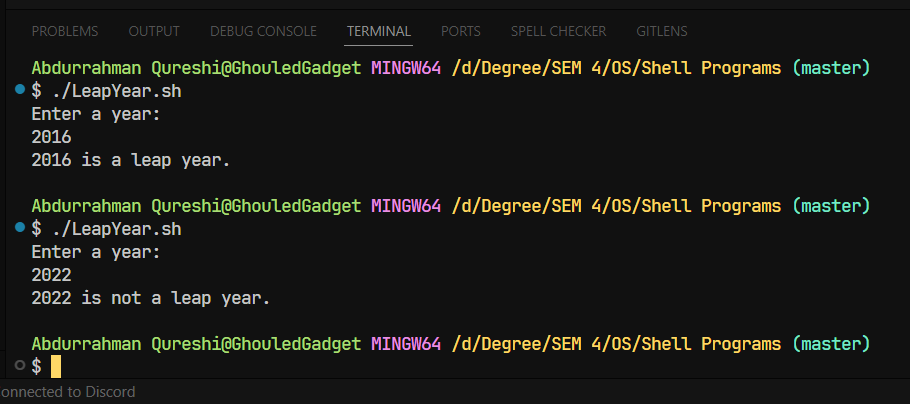 PROBLEMS OUTPUT DEBUG CONSOLE TERMINAL PORTS SPELL CHECKER GITLENS
Abdurrahman Qureshi@GhouledGadget MINGW64 /d/Degree/SEM 4/OS/Shell Programs (master)
$ ./LeapYear.sh
Enter a year:
2016
2016 is a leap year.
Abdurrahman Qureshi@GhouledGadget MINGW64 /d/Degree/SEM 4/OS/Shell Programs (master)
$ ./LeapYear.sh
Enter a year:
2022
2022 is not a leap year.
Abdurrahman Qureshi@GhouledGadget MINGW64 /d/Degree/SEM 4/OS/Shell Programs (master)
$
onnected to Discord